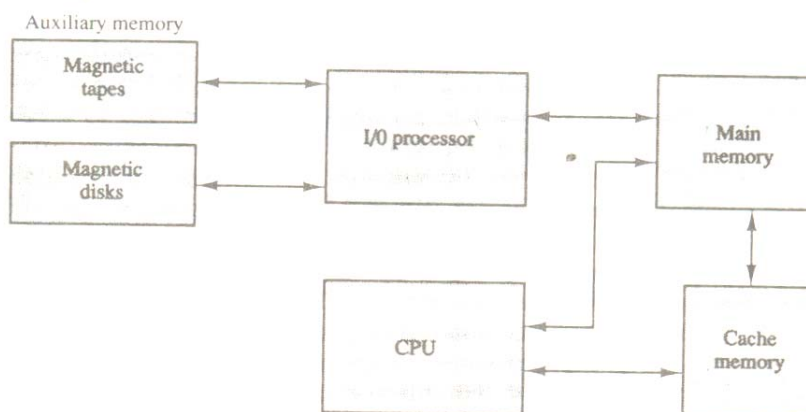 Auxiliary memory
Magnetic
tapes
I/0 processor
Main
memory
Magnetic
disks
CPU
Cache
memory